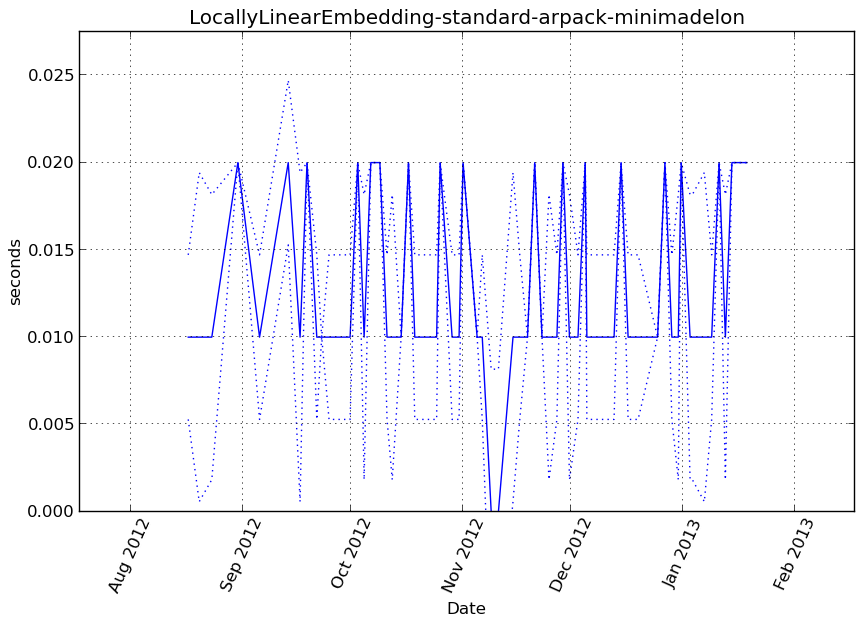 LocallyLinearEmbedding-standard-arpack-minimadelon
0.025
0.020
0.015
0.010
0.005
0.000
seconds
Aug 2012
Sep 2012
Oct 2012
Nov 2012
Dec 2012
Jan 2013
Feb 2013
Date